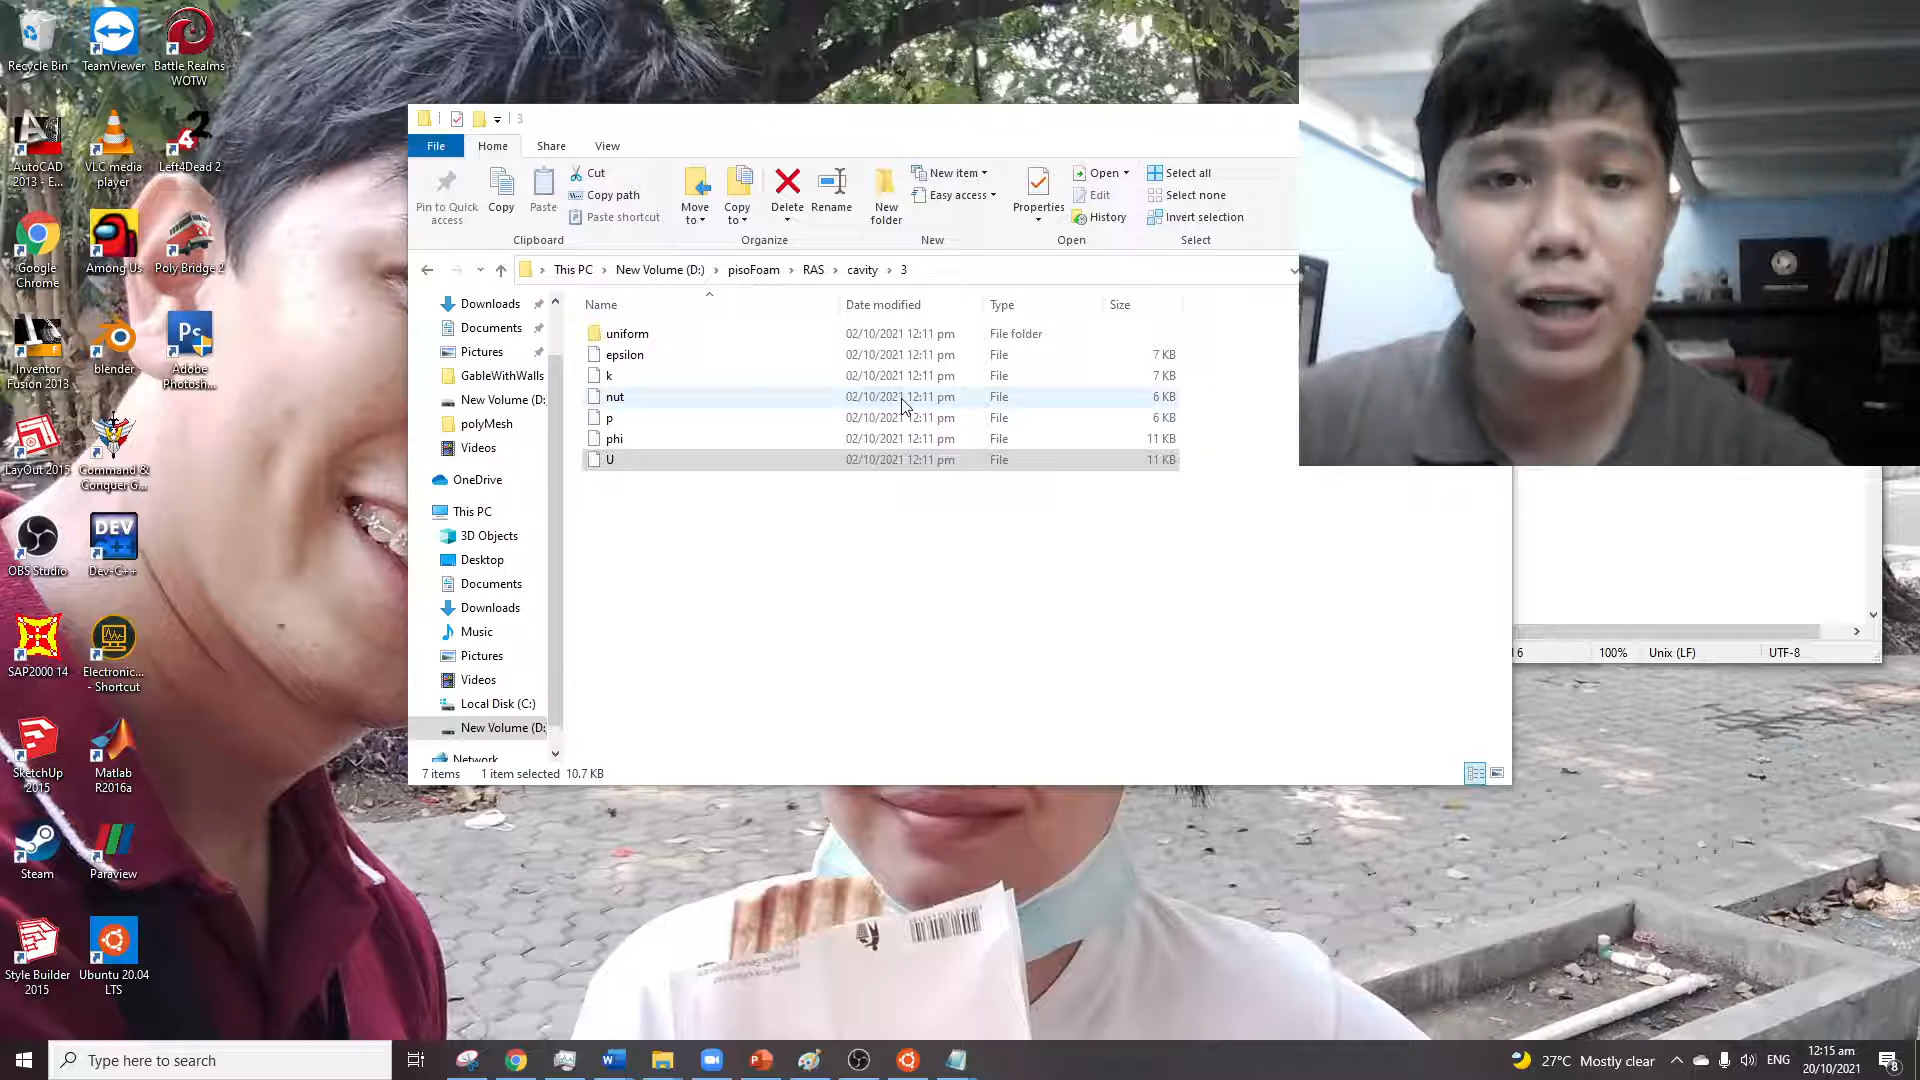 Recycle Bin
TeamViewer
Battle Realms
WOTW
AutoCAD
2013 - E...
VLC media
player
Left4Dead 2
Google
Chrome
Among Us
Poly Bridge 2
Inventor
Fusion 2013
blender
Adobe
Photosh...
LayOut 2015
Command &
Conquer G...
OBS Studio
DEV
Dev-C++
SAP2000 14
Electronic...
- Shortcut
SketchUp
2015
Matlab
R2016a
Steam
Paraview
Style Builder
2015
Ubuntu 20.04
LTS
3
File
Home
Share
View
Pin to Quick
access
Copy
Paste
Cut
Copy path
Paste shortcut
Clipboard
Move
to
Copy
to
Delete
Rename
Organize
New
folder
New item
Easy access
New
Properties
Open
Edit
History
Open
Select all
Select none
Invert selection
Select
This PC
New Volume (D:)
pisoFoam
RAS
cavity
3
Downloads
Documents
Pictures
GableWithWalls
New Volume (D:
polyMesh
Videos
OneDrive
This PC
3D Objects
Desktop
Documents
Downloads
Music
Pictures
Videos
Local Disk (C:)
New Volume (D:
Network
Name Date modified Type Size
uniform 02/10/2021 12:11 pm File folder
epsilon 02/10/2021 12:11 pm File 7 KB
k 02/10/2021 12:11 pm File 7 KB
nut 02/10/2021 12:11 pm File 6 KB
p 02/10/2021 12:11 pm File 6 KB
phi 02/10/2021 12:11 pm File 11 KB
U 02/10/2021 12:11 pm File 11 KB
7 items 1 item selected 10.7 KB
100% Unix (LF) UTF-8
Type here to search
27°C Mostly clear
ENG
12:15 am
20/10/2021
8